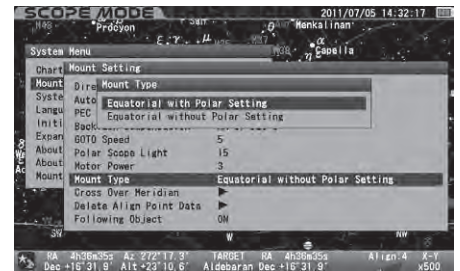 SCOPE MODE 2011/07/05 14:32:17
Procyon Menkalinan
Capella
System Menu
Chart Mount Setting
Mount Dire Mount Type
Syste Auto Equatorial with Polar Setting
Langu PEC Equatorial without Polar Setting
Initi
Expan GOTO Speed 5
About Polar Scope Light 15
About Motor Power 3
Mount Mount Type Equatorial without Polar Setting
Cross Over Meridian ▶
Delete Align Point Data ▶
Following Object ON
SW W NW
RA 4h36m35s Az 272°17.3' TARGET RA 4h36m35s Align:4 X-Y
Dec +16°31.9' Alt +23°10.6' Aldebaran Dec +16°31.9' x500